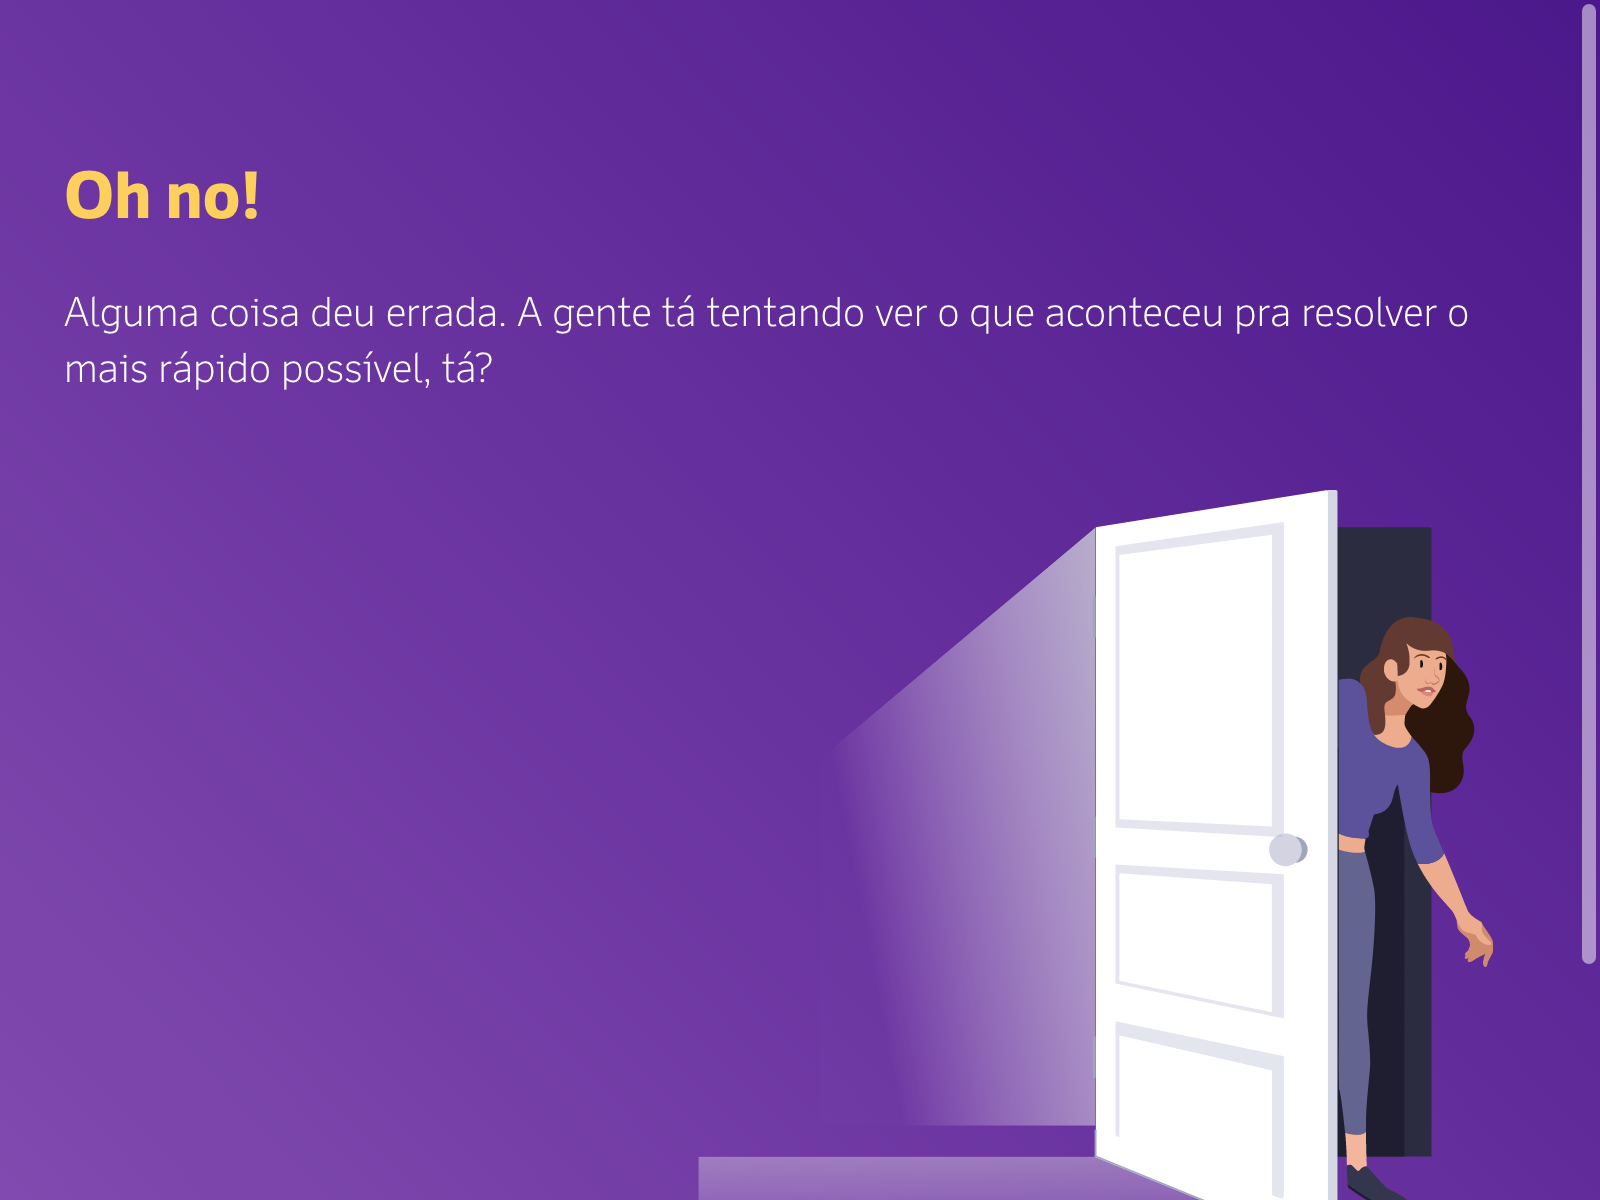 Oh no!
Alguma coisa deu errada. A gente tá tentando ver o que aconteceu pra resolver o
mais rápido possível, tá?